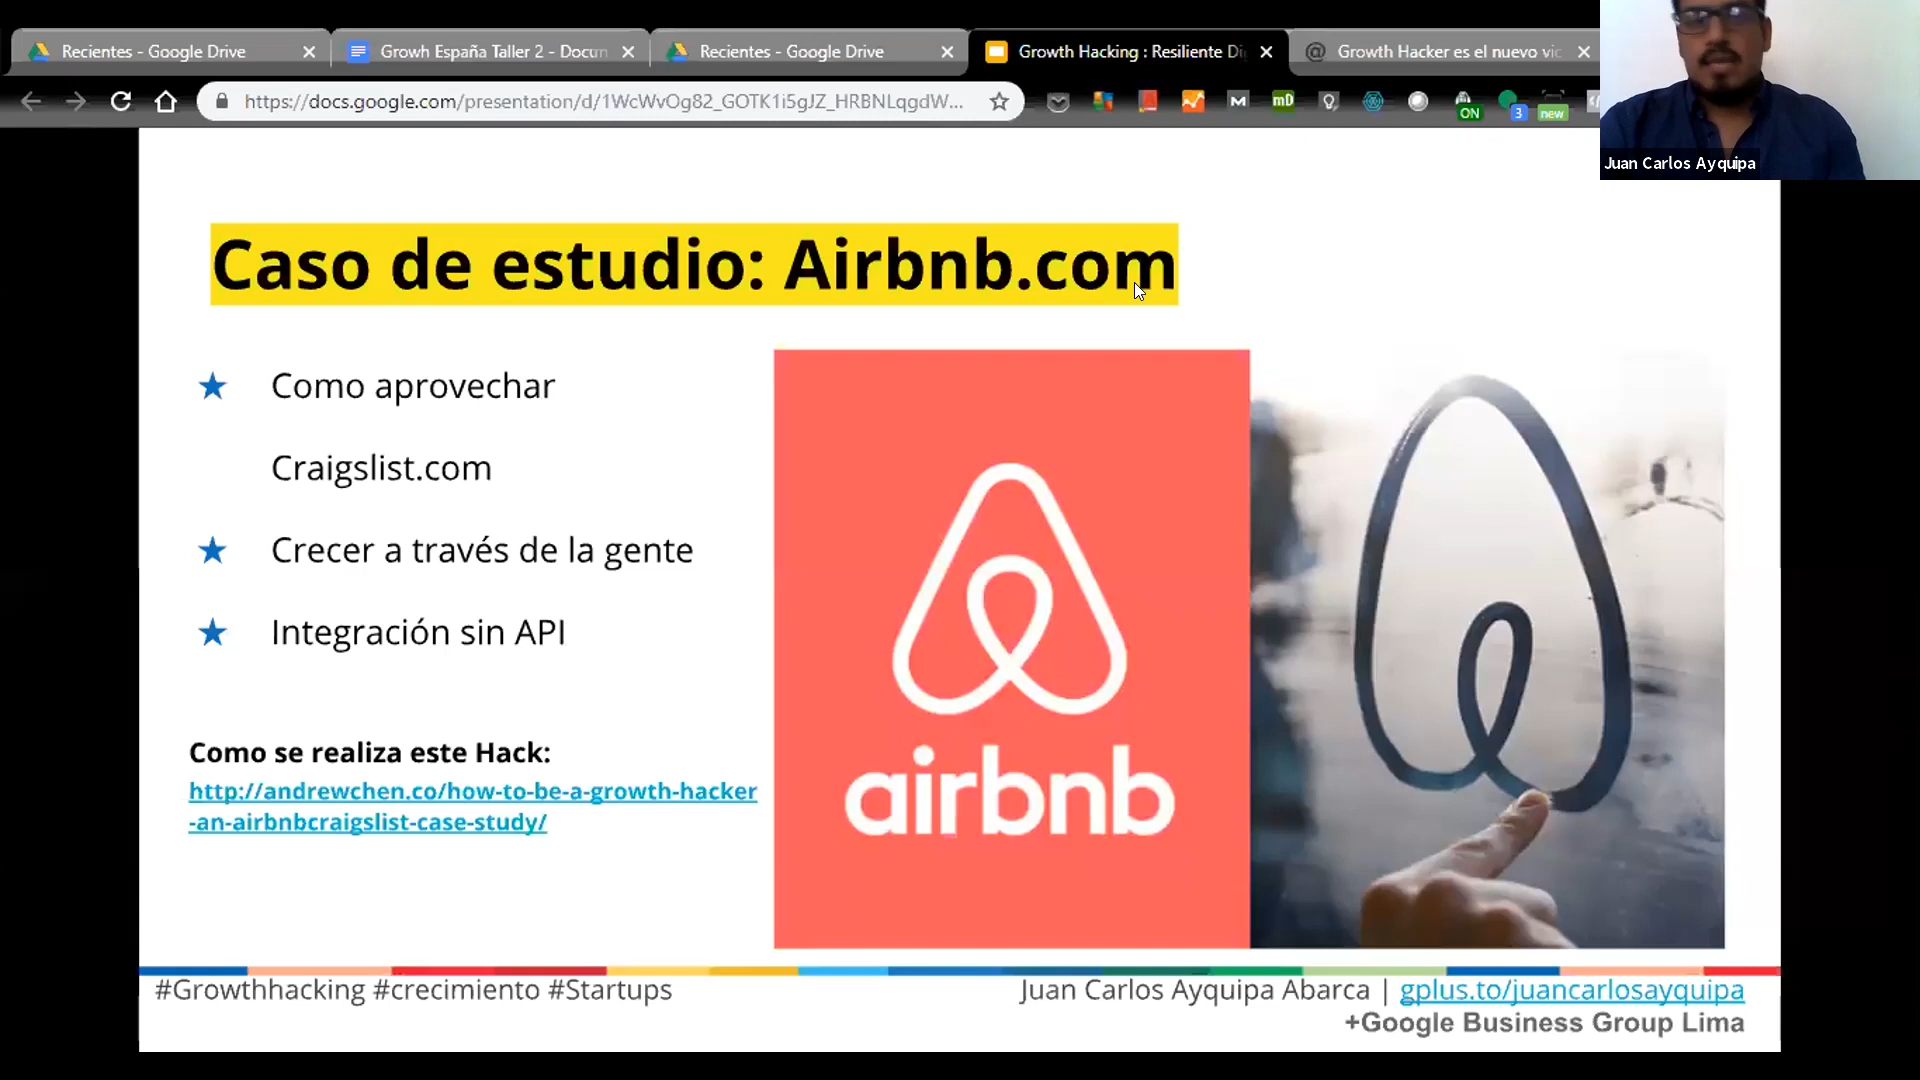 Recientes - Google Drive
Growh España Taller 2 - Docum
Recientes - Google Drive
Growth Hacking : Resiliente Di
Growth Hacker es el nuevo vic
https://docs.google.com/presentation/d/1WcWvOg82_GOTK1i5gJZ_HRBNLqgdW...
M
mD
ON
3
new
Juan Carlos Ayquipa
Caso de estudio: Airbnb.com
Como aprovechar
Craigslist.com
Crecer a través de la gente
Integración sin API
Como se realiza este Hack:
http://andrewchen.co/how-to-be-a-growth-hacker
-an-airbnbcraigslist-case-study/
airbnb
#Growthhacking #crecimiento #Startups
Juan Carlos Ayquipa Abarca | gplus.to/juancarlosayquipa
+Google Business Group Lima